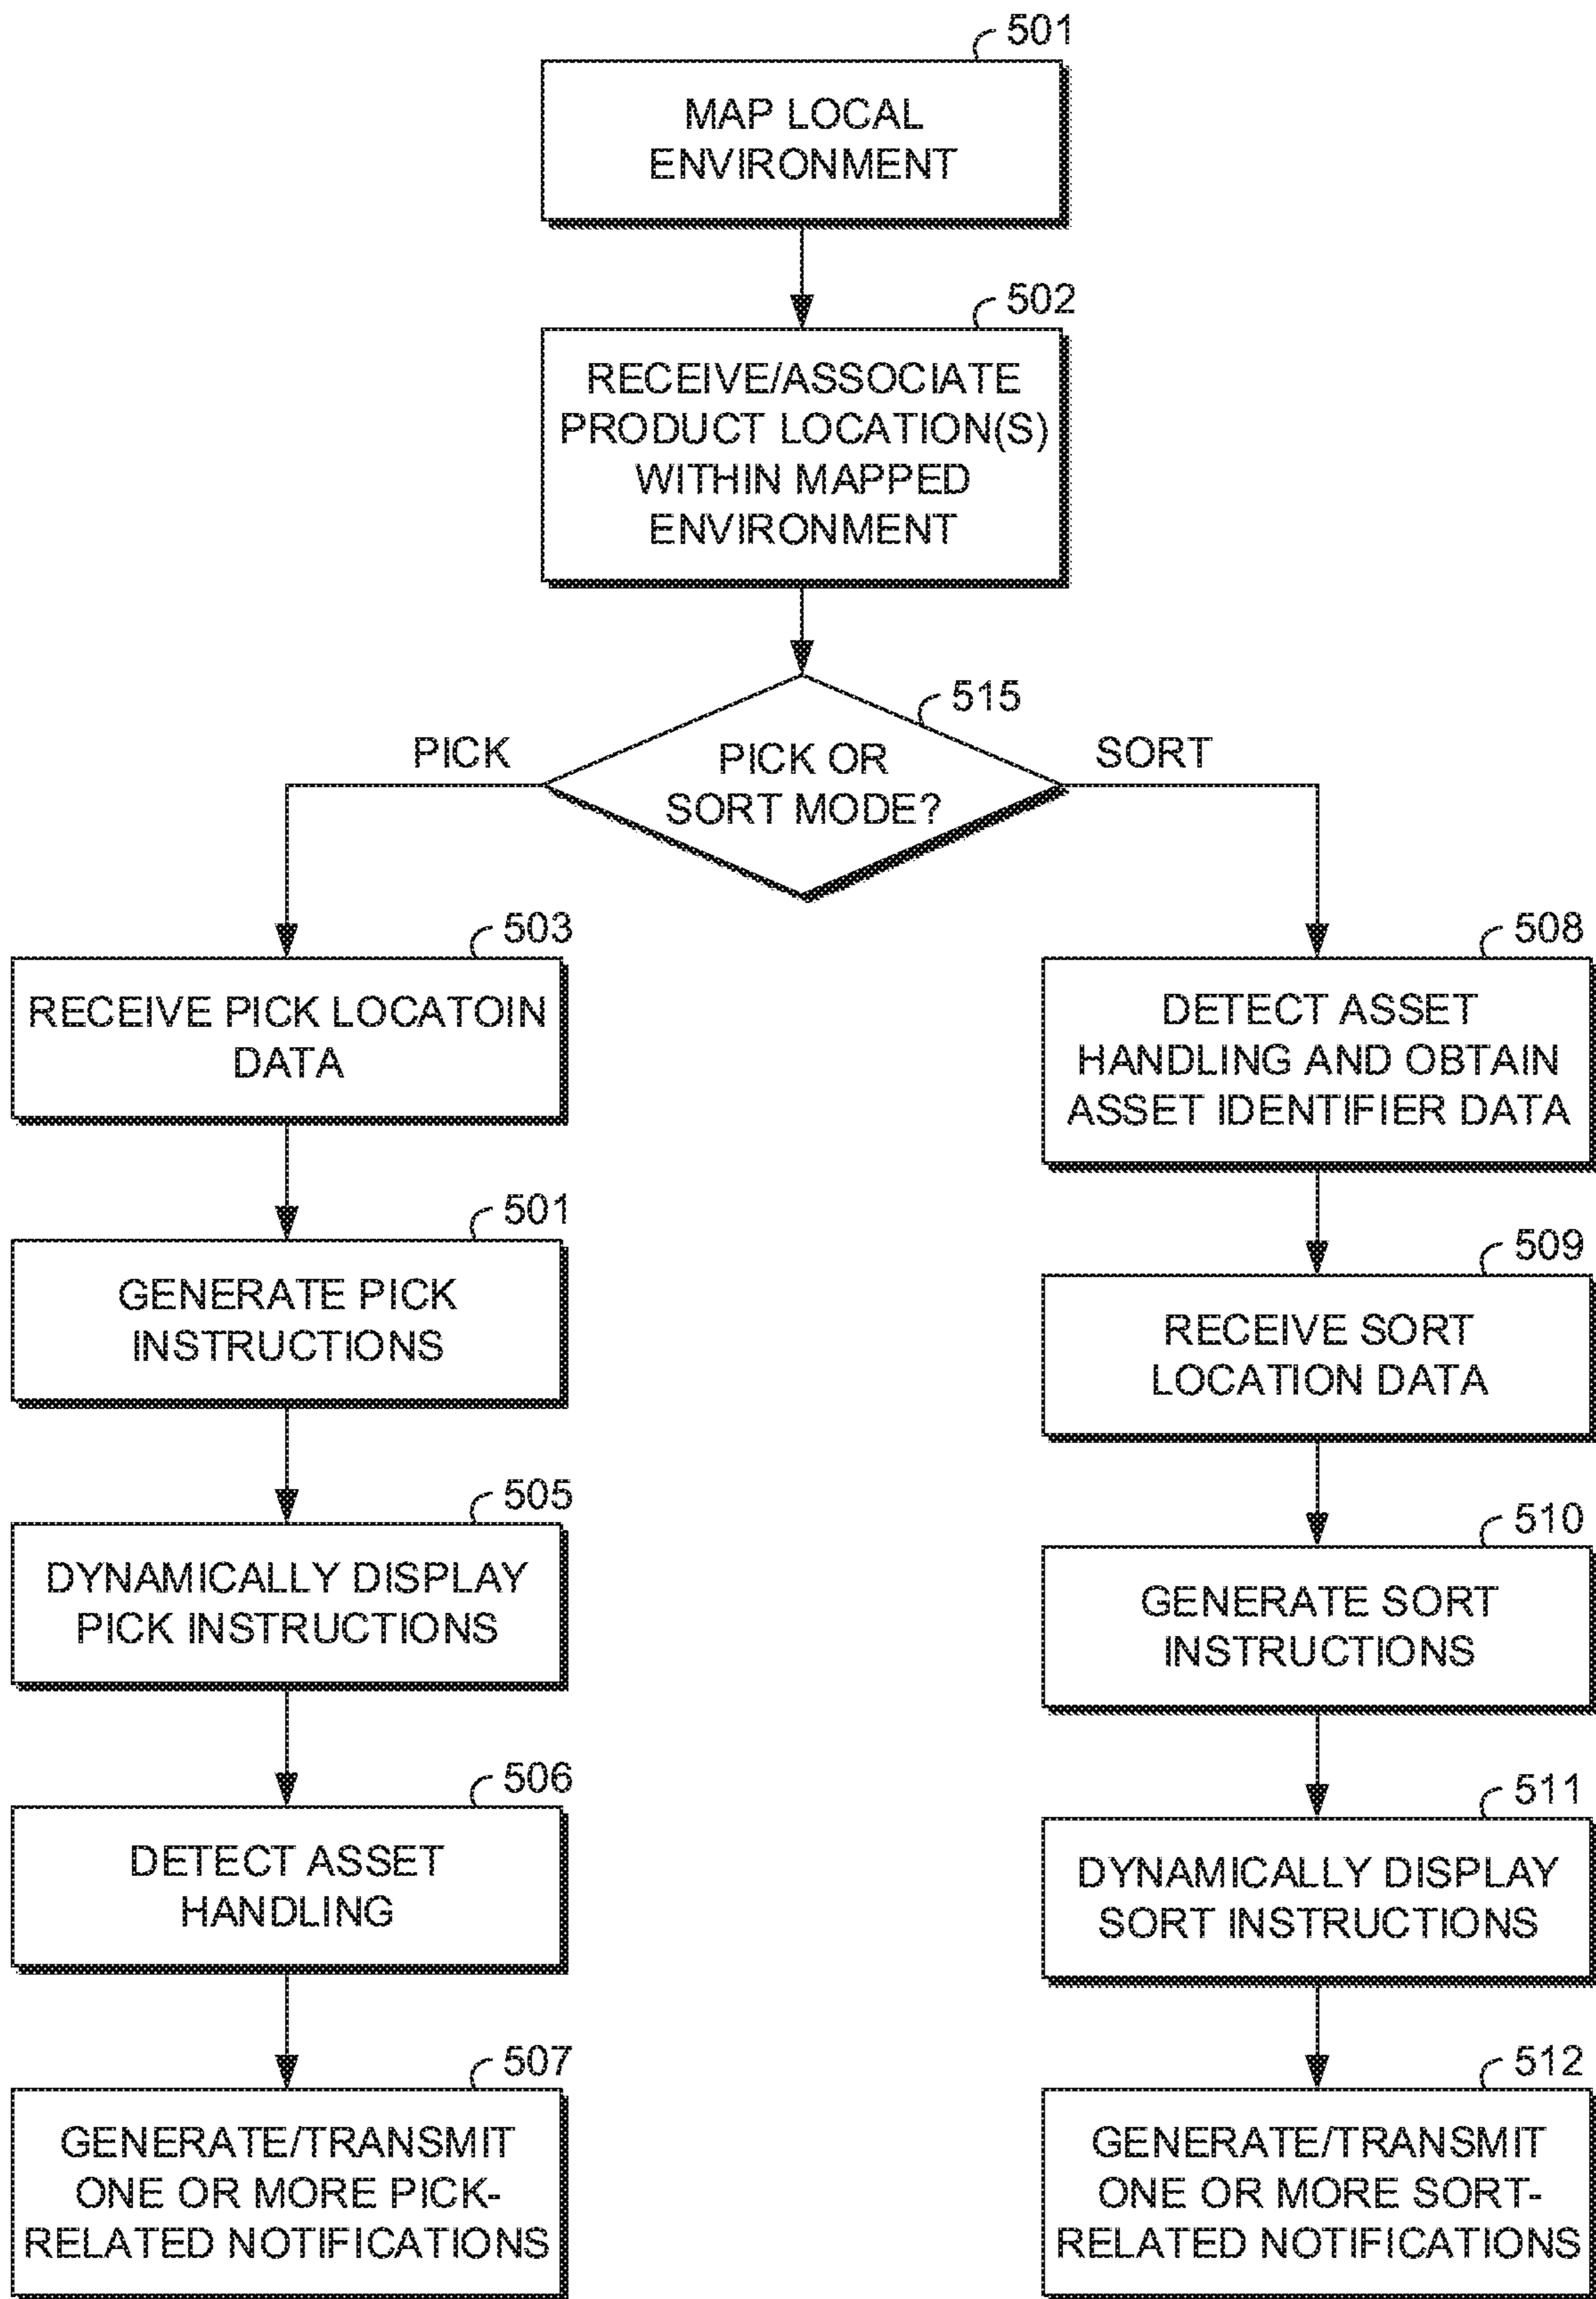 501
MAP LOCAL
ENVIRONMENT
502
RECEIVE/ASSOCIATE
PRODUCT LOCATION(S)
WITHIN MAPPED
ENVIRONMENT
515
PICK OR
SORT MODE?
PICK
SORT
503
RECEIVE PICK LOCATOIN
DATA
501
GENERATE PICK
INSTRUCTIONS
505
DYNAMICALLY DISPLAY
PICK INSTRUCTIONS
506
DETECT ASSET
HANDLING
507
GENERATE/TRANSMIT
ONE OR MORE PICK-
RELATED NOTIFICATIONS
508
DETECT ASSET
HANDLING AND OBTAIN
ASSET IDENTIFIER DATA
509
RECEIVE SORT
LOCATION DATA
510
GENERATE SORT
INSTRUCTIONS
511
DYNAMICALLY DISPLAY
SORT INSTRUCTIONS
512
GENERATE/TRANSMIT
ONE OR MORE SORT-
RELATED NOTIFICATIONS